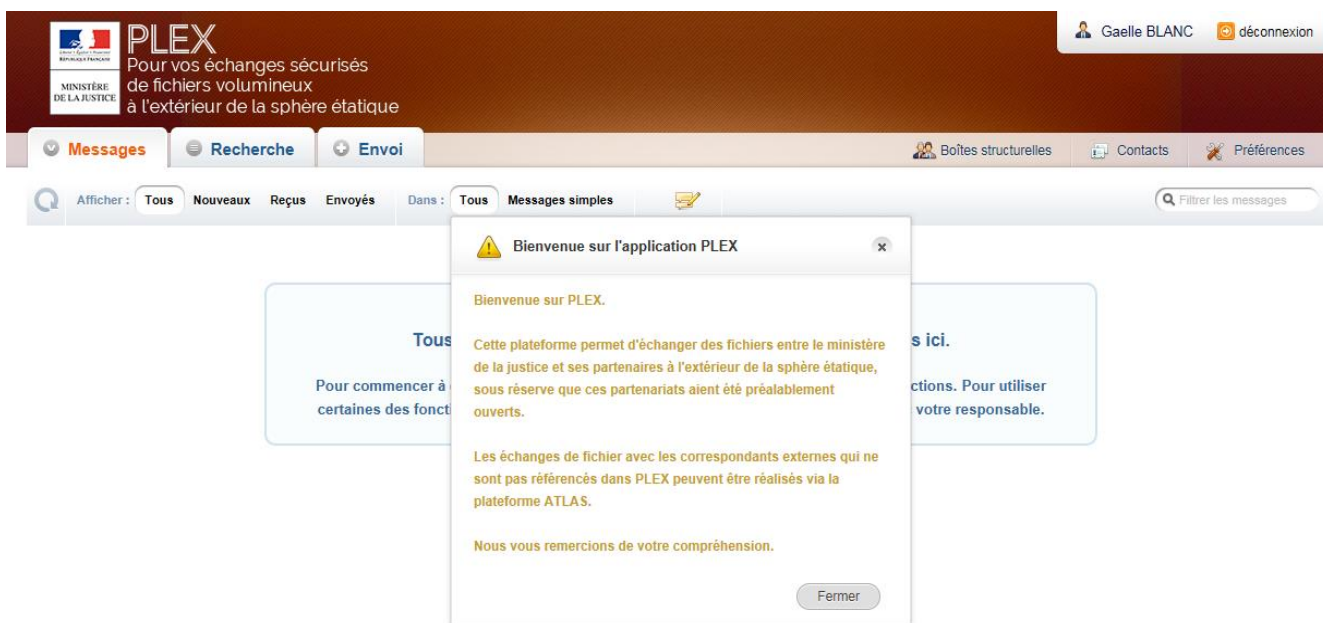 PLEX
Pour vos échanges sécurisés
de fichiers volumineux
à l'extérieur de la sphère étatique
Liberté • Égalité • Fraternité
RÉPUBLIQUE FRANÇAISE
MINISTÈRE
DE LA JUSTICE
Gaelle BLANC déconnexion
Messages Recherche Envoi Boîtes structurelles Contacts Préférences
Afficher : Tous Nouveaux Reçus Envoyés Dans : Tous Messages simples Filtrer les messages
Bienvenue sur l'application PLEX
Bienvenue sur PLEX.
Cette plateforme permet d'échanger des fichiers entre le ministère
de la justice et ses partenaires à l'extérieur de la sphère étatique,
sous réserve que ces partenariats aient été préalablement
ouverts.
Les échanges de fichier avec les correspondants externes qui ne
sont pas référencés dans PLEX peuvent être réalisés via la
plateforme ATLAS.
Nous vous remercions de votre compréhension.
Fermer
Tous s ici.
Pour commencer à ctions. Pour utiliser
certaines des foncti votre responsable.